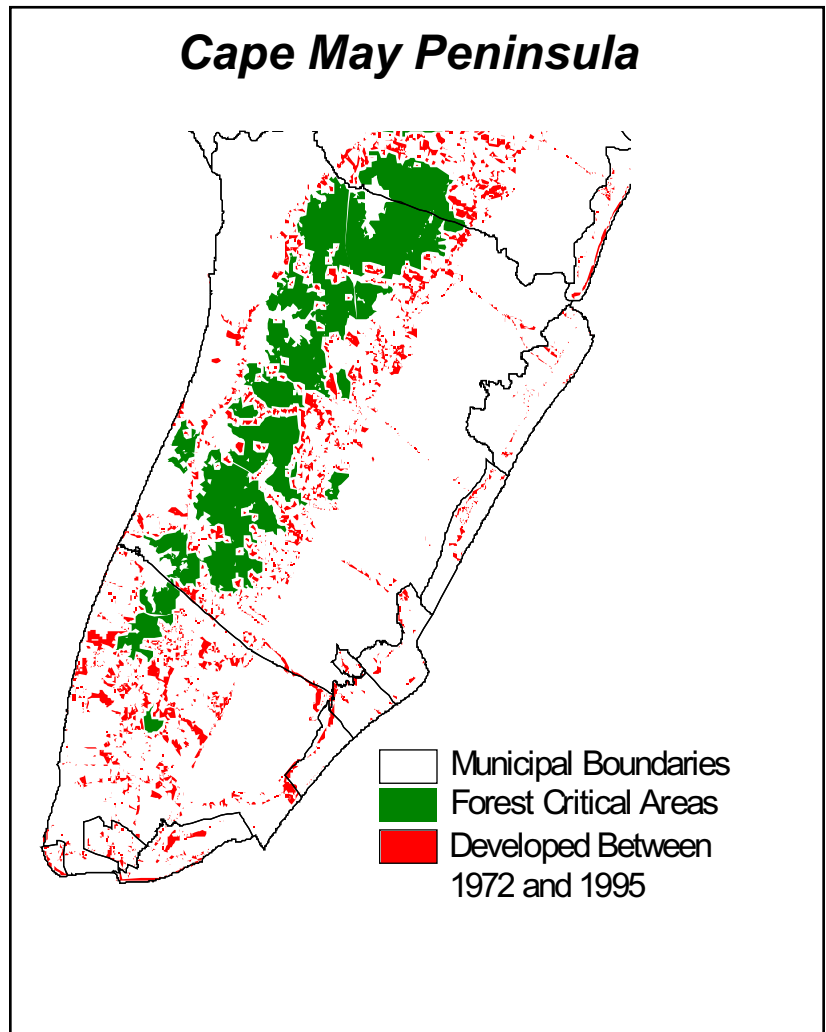 Cape May Peninsula
Municipal Boundaries
Forest Critical Areas
Developed Between
1972 and 1995